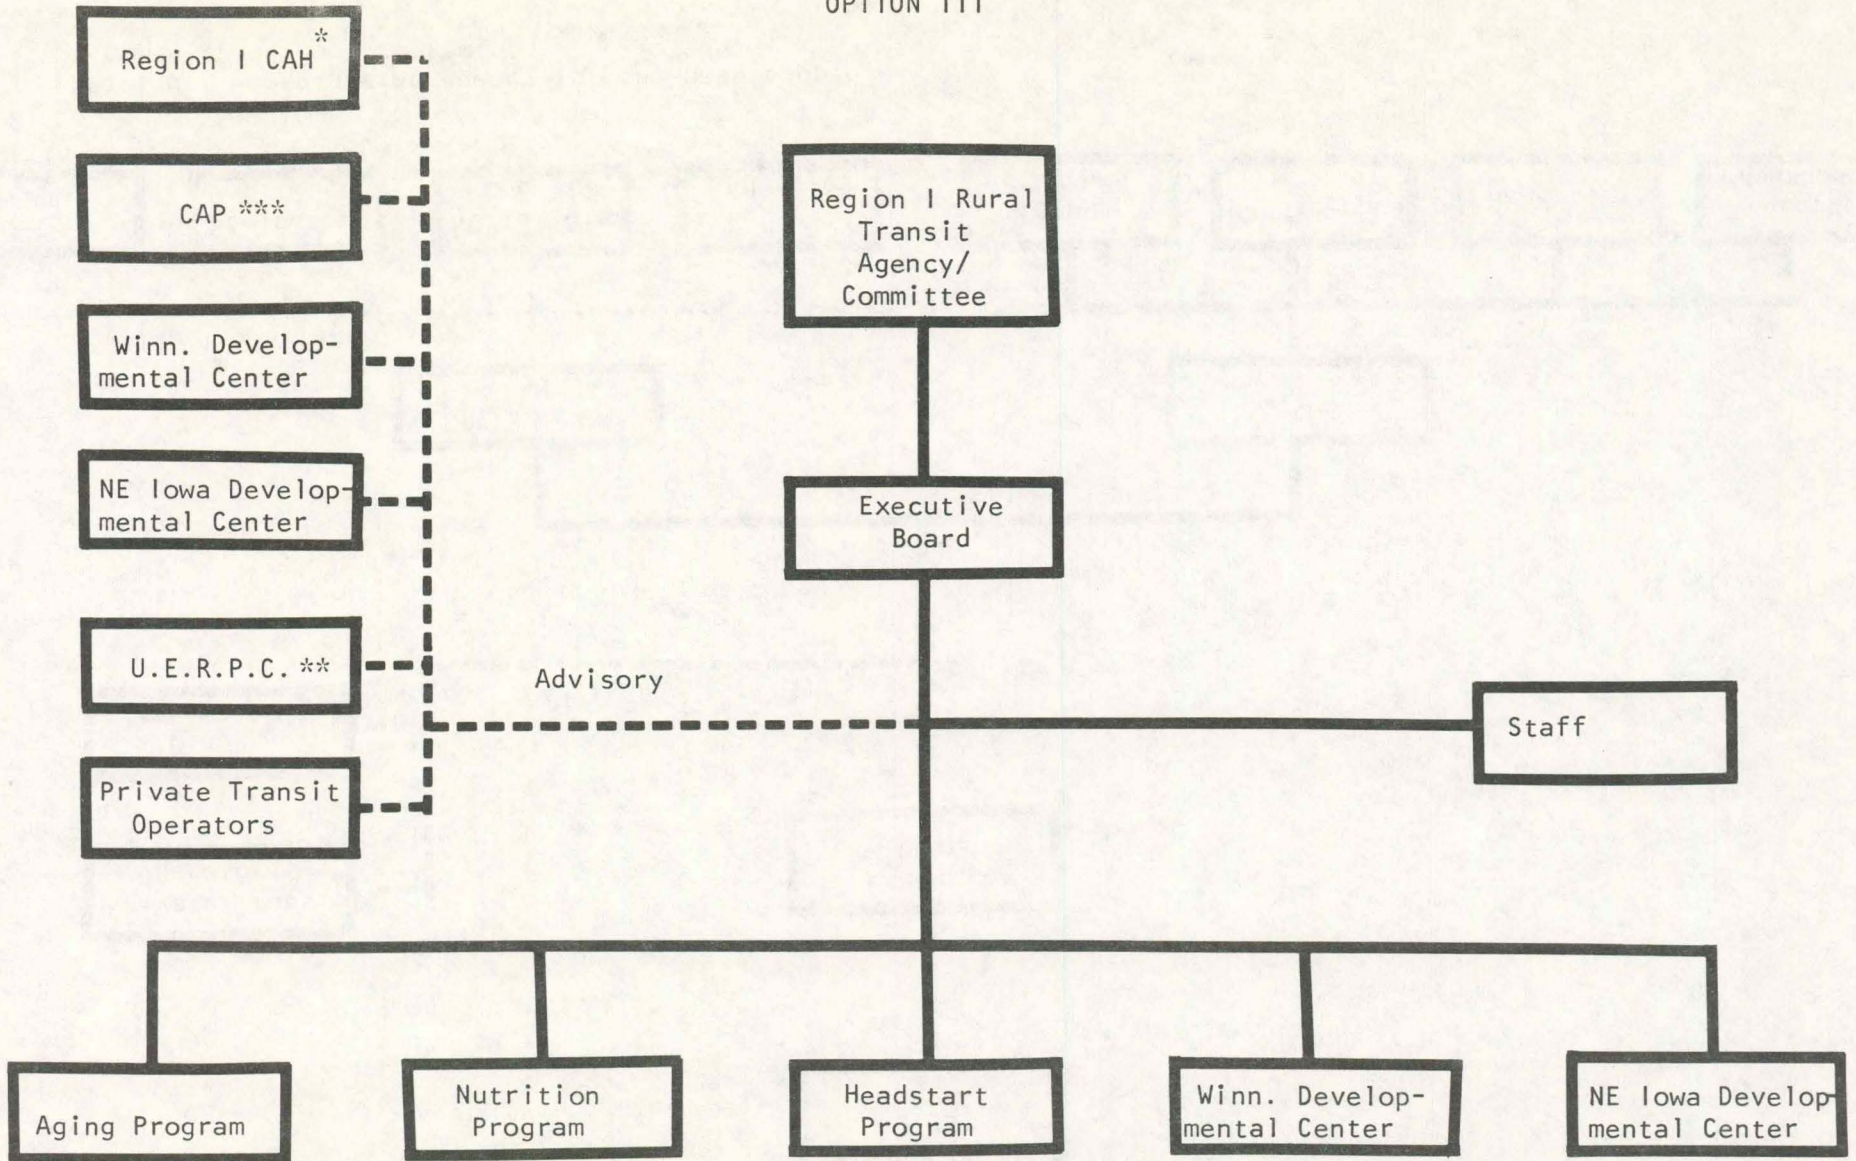 OPTION III
Region I CAH *
CAP ***
Winn. Develop-
mental Center
NE Iowa Develop-
mental Center
U.E.R.P.C. **
Private Transit
Operators
Advisory
Region I Rural
Transit
Agency/
Committee
Executive
Board
Staff
Aging Program
Nutrition
Program
Headstart
Program
Winn. Develop-
mental Center
NE Iowa Develop-
mental Center